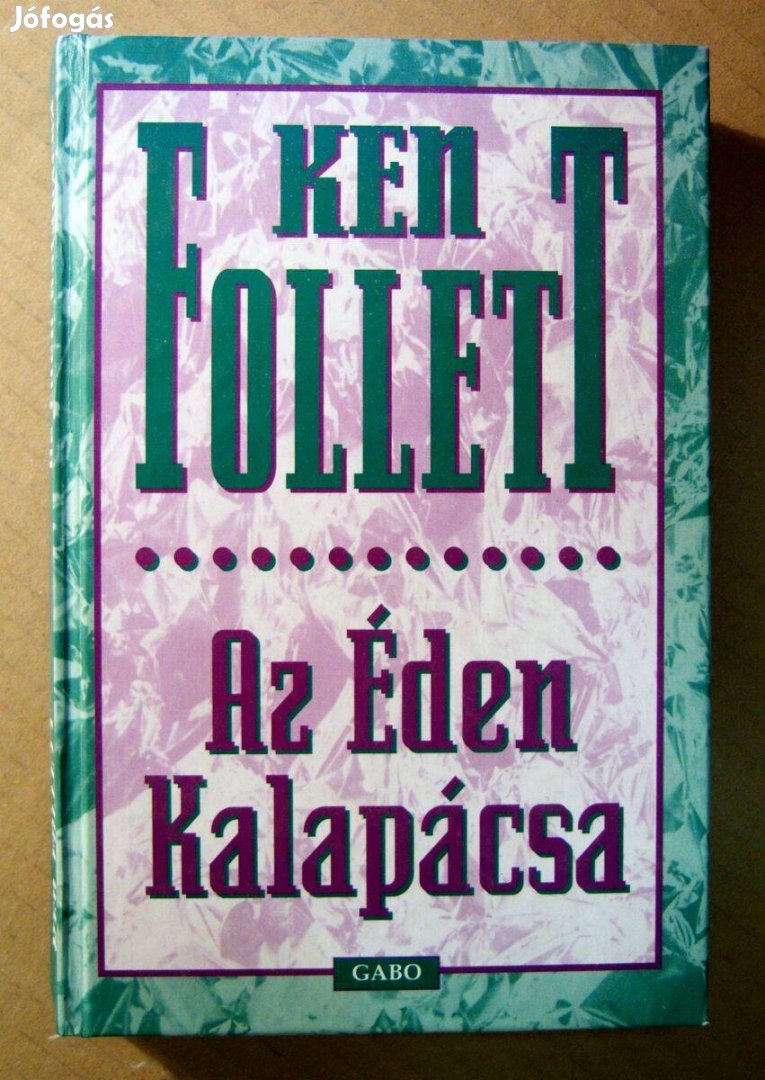 Jófogás
KEN
FOLLETT
Az Éden
Kalapácsa
GABO